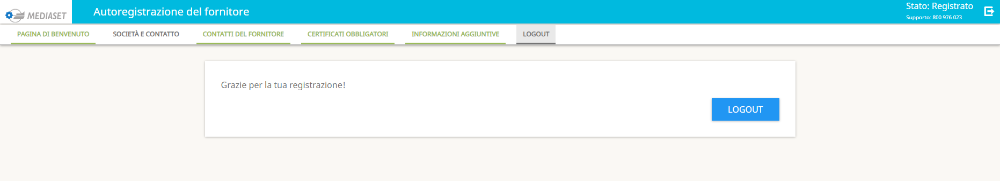 MEDIASET
Autoregistrazione del fornitore
Stato: Registrato
Supporto: 800 976 023
PAGINA DI BENVENUTO
SOCIETÀ E CONTATTO
CONTATTI DEL FORNITORE
CERTIFICATI OBBLIGATORI
INFORMAZIONI AGGIUNTIVE
LOGOUT
Grazie per la tua registrazione!
LOGOUT